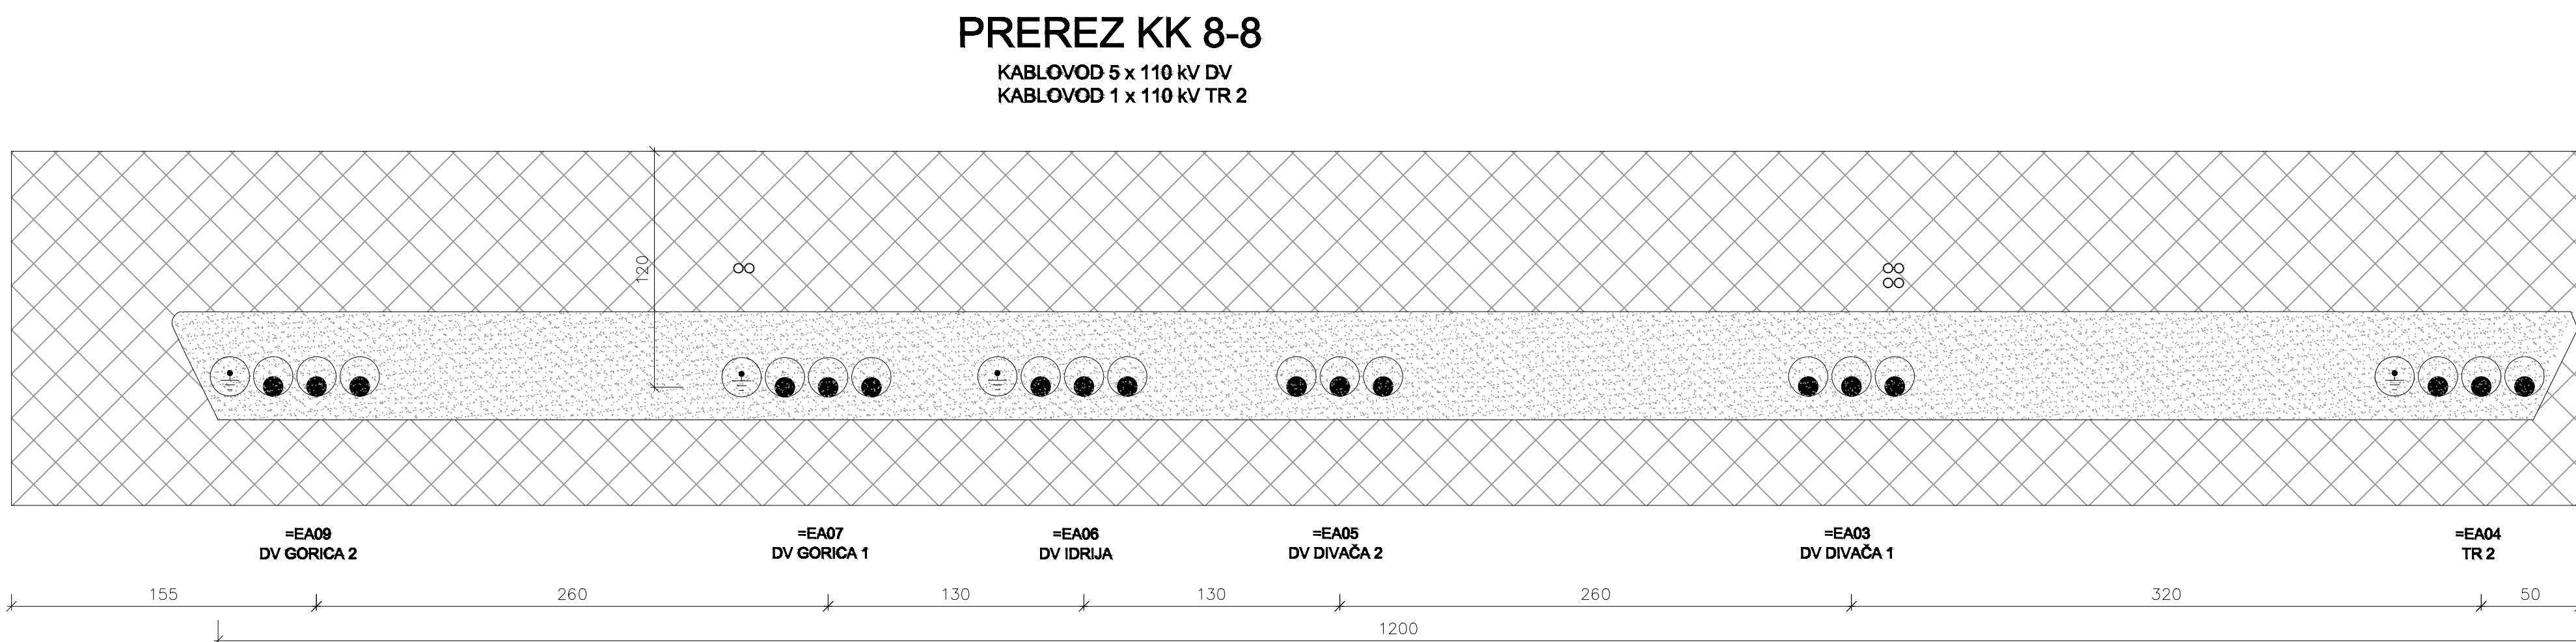 PREREZ KK 8-8
KABLOVOD 5 x 110 kV DV
KABLOVOD 1 x 110 kV TR 2
120
=EA09
DV GORICA 2
=EA07
DV GORICA 1
=EA06
DV IDRIJA
=EA05
DV DIVAČA 2
=EA03
DV DIVAČA 1
=EA04
TR 2
155 260 130 130 260 320 50
1200